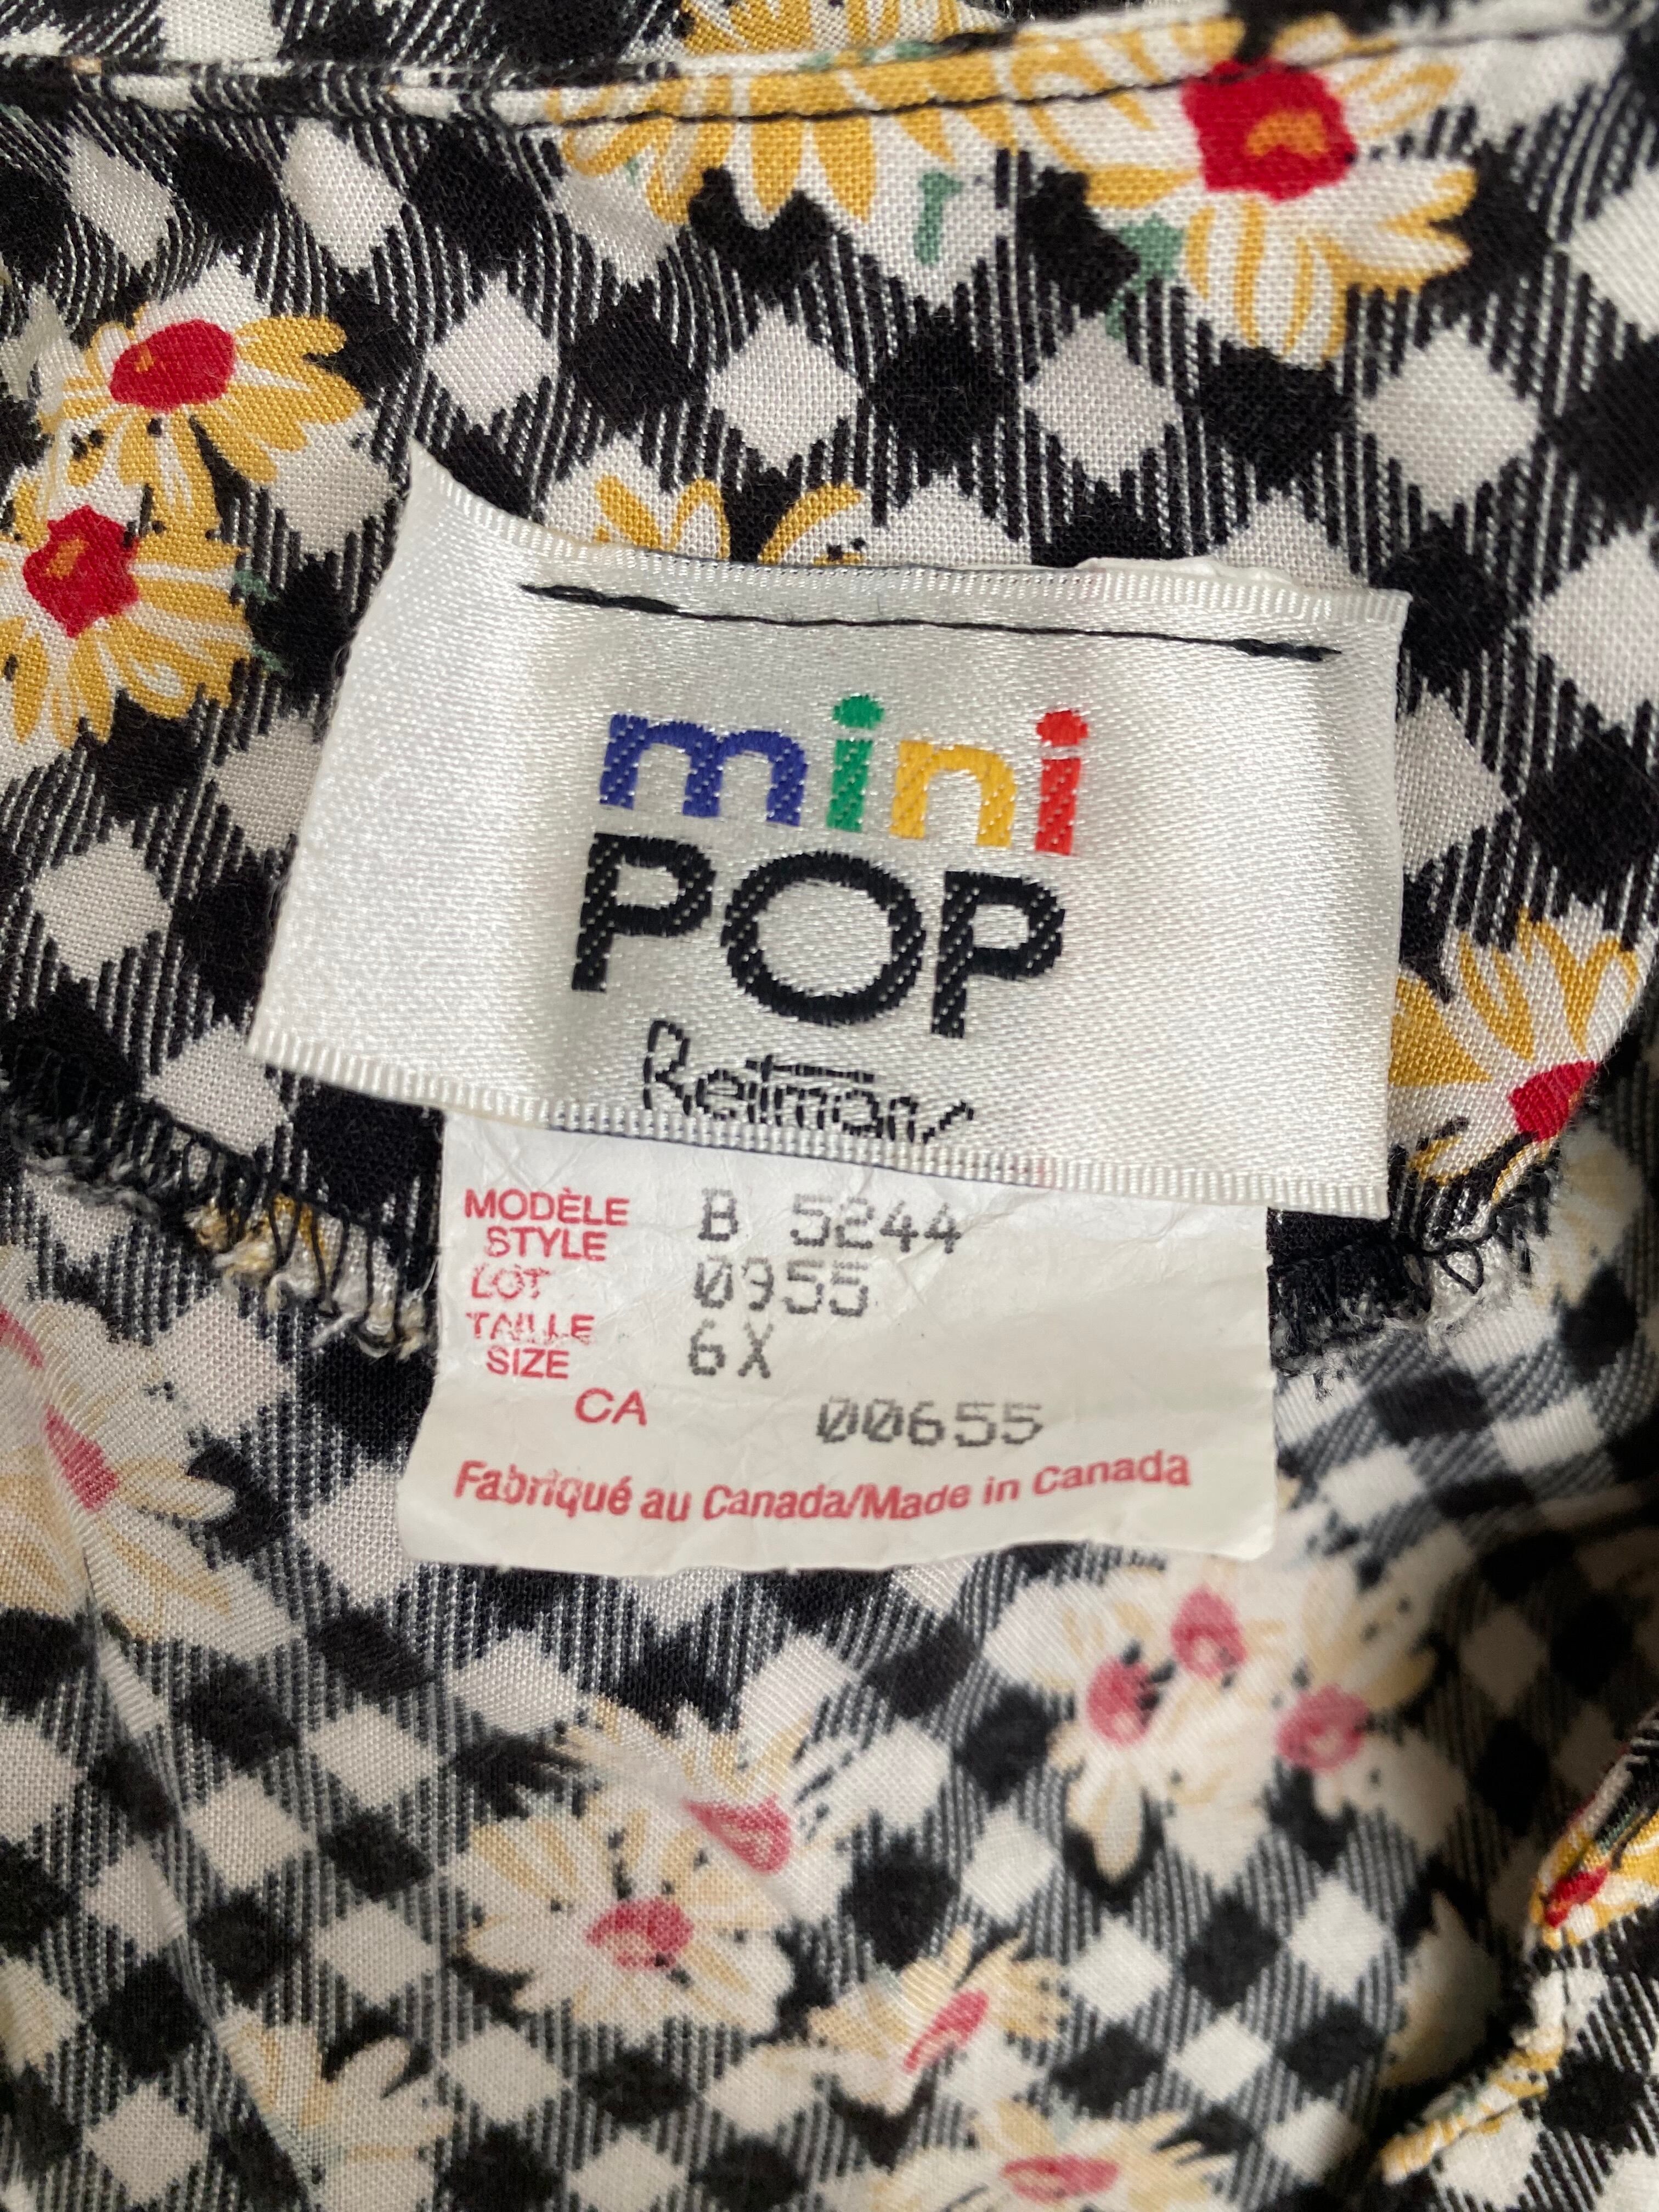 mini
POP
Reitmans
MODÈLE B 5244
STYLE
LOT 0955
TAILLE 6X
SIZE
CA 00655
Fabriqué au Canada/Made in Canada